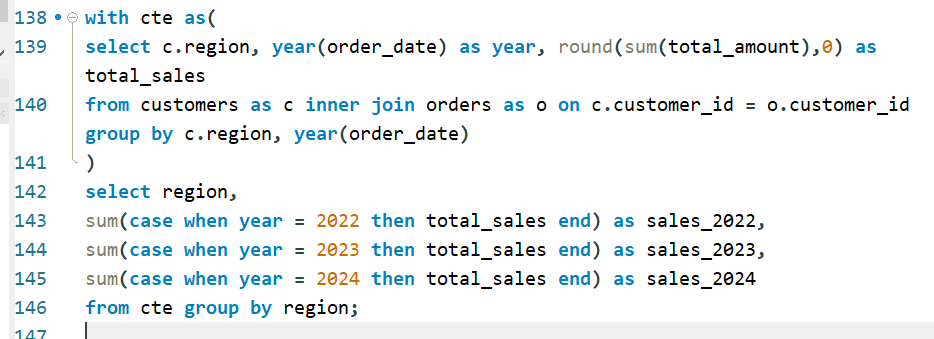 138 with cte as(
139 select c.region, year(order_date) as year, round(sum(total_amount),0) as
total_sales
140 from customers as c inner join orders as o on c.customer_id = o.customer_id
group by c.region, year(order_date)
141 )
142 select region,
143 sum(case when year = 2022 then total_sales end) as sales_2022,
144 sum(case when year = 2023 then total_sales end) as sales_2023,
145 sum(case when year = 2024 then total_sales end) as sales_2024
146 from cte group by region;
147